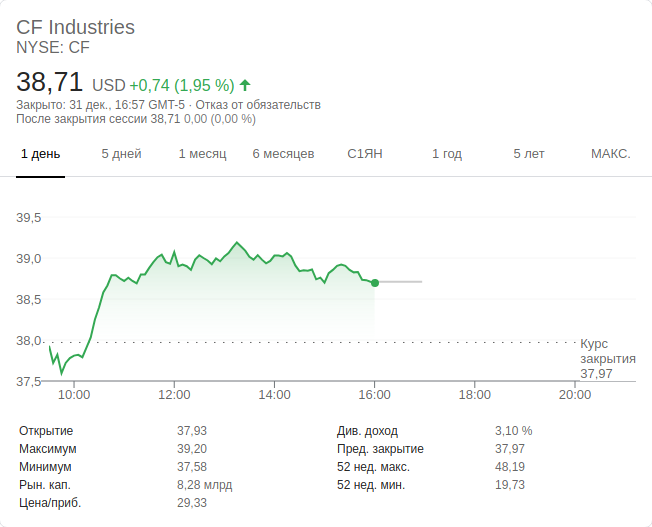 CF Industries
NYSE: CF
38,71 USD +0,74 (1,95 %)
Закрыто: 31 дек., 16:57 GMT-5 · Отказ от обязательств
После закрытия сессии 38,71 0,00 (0,00 %)
1 день 5 дней 1 месяц 6 месяцев С1ЯН 1 год 5 лет МАКС.
39,5
39,0
38,5
38,0
Курс
закрытия
37,97
37,5
10:00 12:00 14:00 16:00 18:00 20:00
Открытие 37,93 Див. доход 3,10 %
Максимум 39,20 Пред. закрытие 37,97
Минимум 37,58 52 нед. макс. 48,19
Рын. кап. 8,28 млрд 52 нед. мин. 19,73
Цена/приб. 29,33